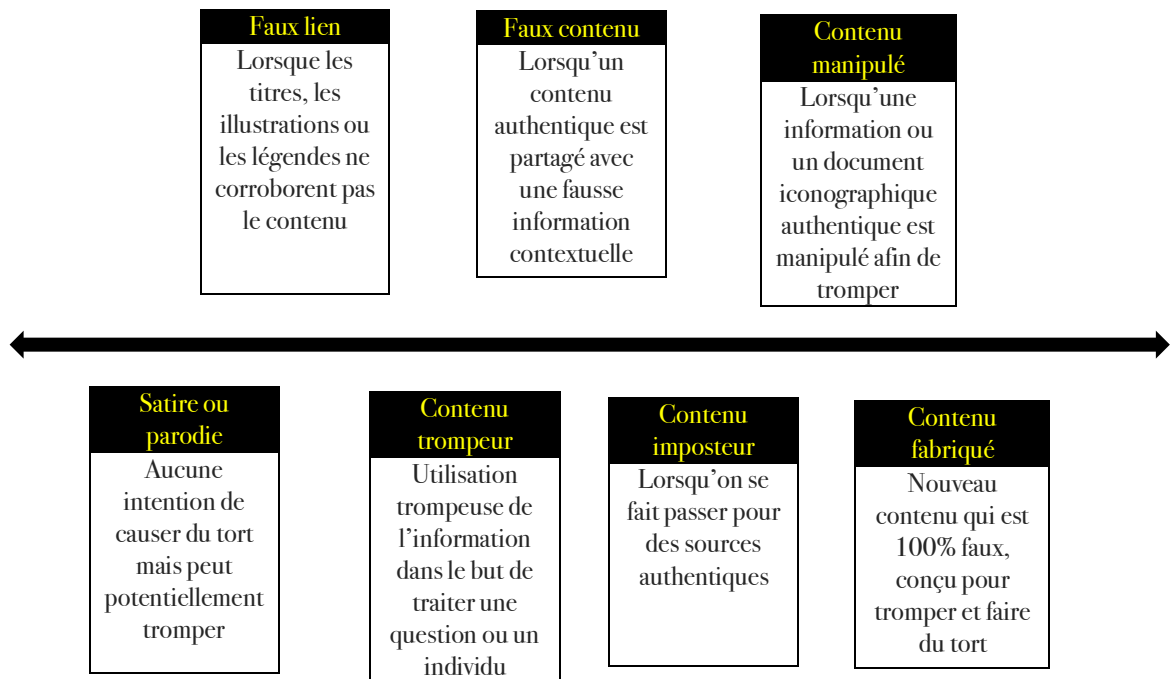 Faux lien
Lorsque les
titres, les
illustrations ou
les légendes ne
corroborent pas
le contenu
Faux contenu
Lorsqu’un
contenu
authentique est
partagé avec
une fausse
information
contextuelle
Contenu
manipulé
Lorsqu’une
information ou
un document
iconographique
authentique est
manipulé afin de
tromper
Satire ou
parodie
Aucune
intention de
causer du tort
mais peut
potentiellement
tromper
Contenu
trompeur
Utilisation
trompeuse de
l’information
dans le but de
traiter une
question ou un
individu
Contenu
imposteur
Lorsqu’on se
fait passer pour
des sources
authentiques
Contenu
fabriqué
Nouveau
contenu qui est
100% faux,
conçu pour
tromper et faire
du tort